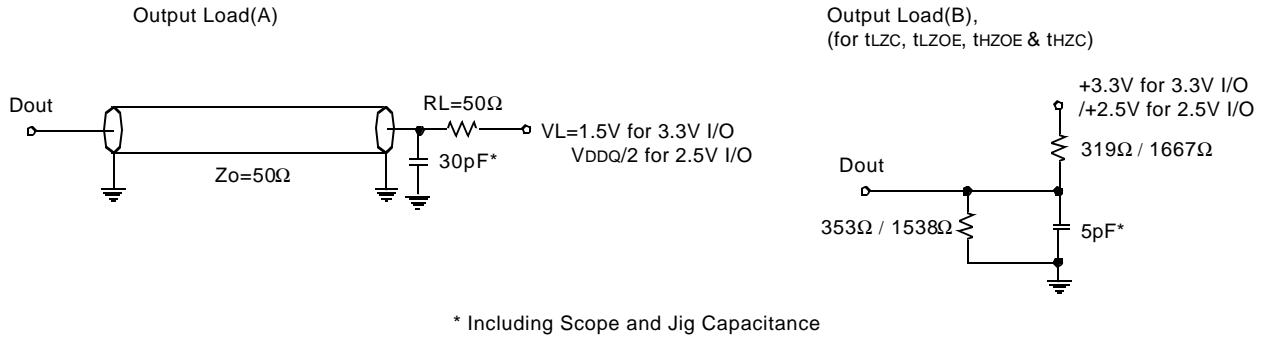 Output Load(A)
Dout
Zo=50Ω
RL=50Ω
30pF*
VL=1.5V for 3.3V I/O
VDDQ/2 for 2.5V I/O
Output Load(B),
(for tLZC, tLZOE, tHZOE & tHZC)
+3.3V for 3.3V I/O
/+2.5V for 2.5V I/O
319Ω / 1667Ω
Dout
353Ω / 1538Ω
5pF*
* Including Scope and Jig Capacitance